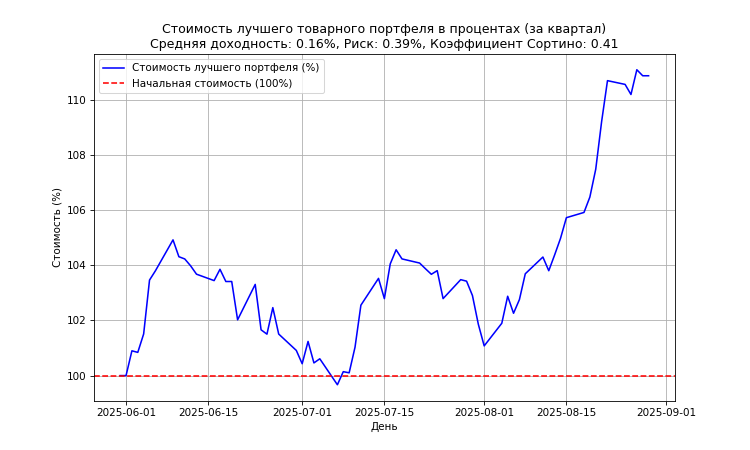 Стоимость лучшего товарного портфеля в процентах (за квартал)
Средняя доходность: 0.16%, Риск: 0.39%, Коэффициент Сортино: 0.41
Стоимость лучшего портфеля (%)
Начальная стоимость (100%)
Стоимость (%)
110
108
106
104
102
100
2025-06-01 2025-06-15 2025-07-01 2025-07-15 2025-08-01 2025-08-15 2025-09-01
День